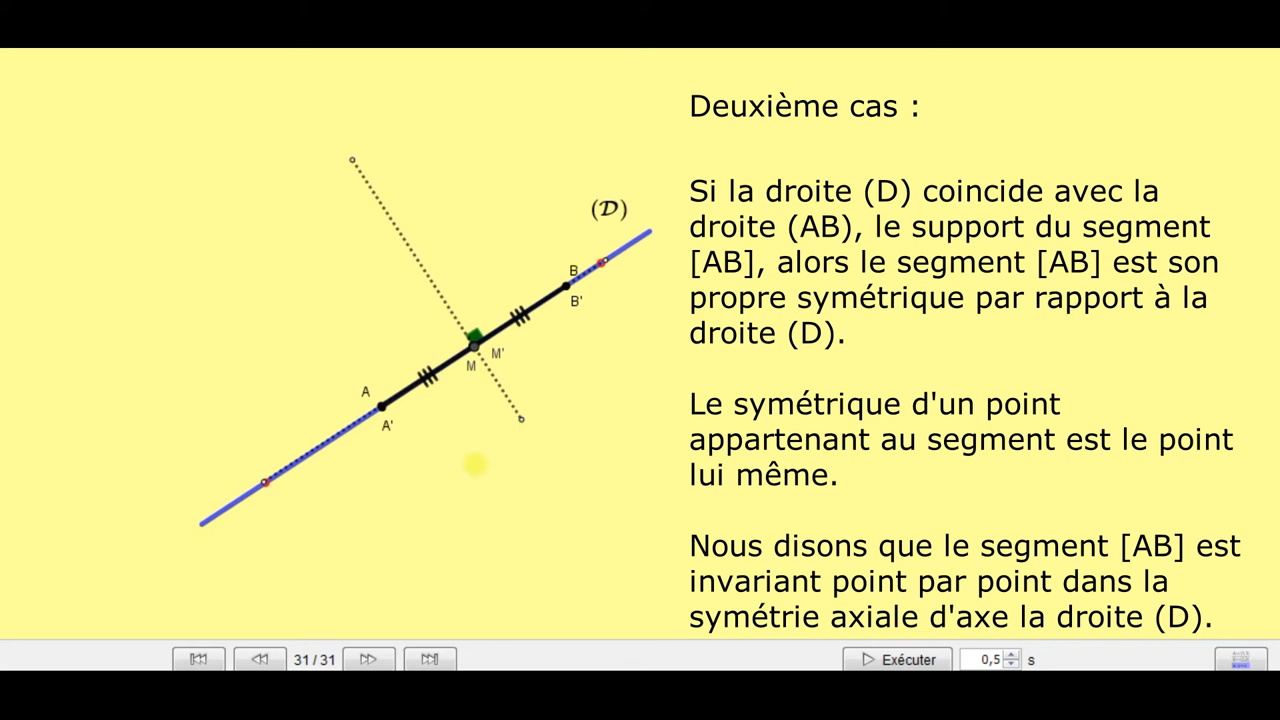 Deuxième cas :
Si la droite (D) coincide avec la
droite (AB), le support du segment
[AB], alors le segment [AB] est son
propre symétrique par rapport à la
droite (D).
Le symétrique d'un point
appartenant au segment est le point
lui même.
Nous disons que le segment [AB] est
invariant point par point dans la
symétrie axiale d'axe la droite (D).
(D)
B
B'
M'
M
A
A'
31 / 31
Exécuter
0,5 s